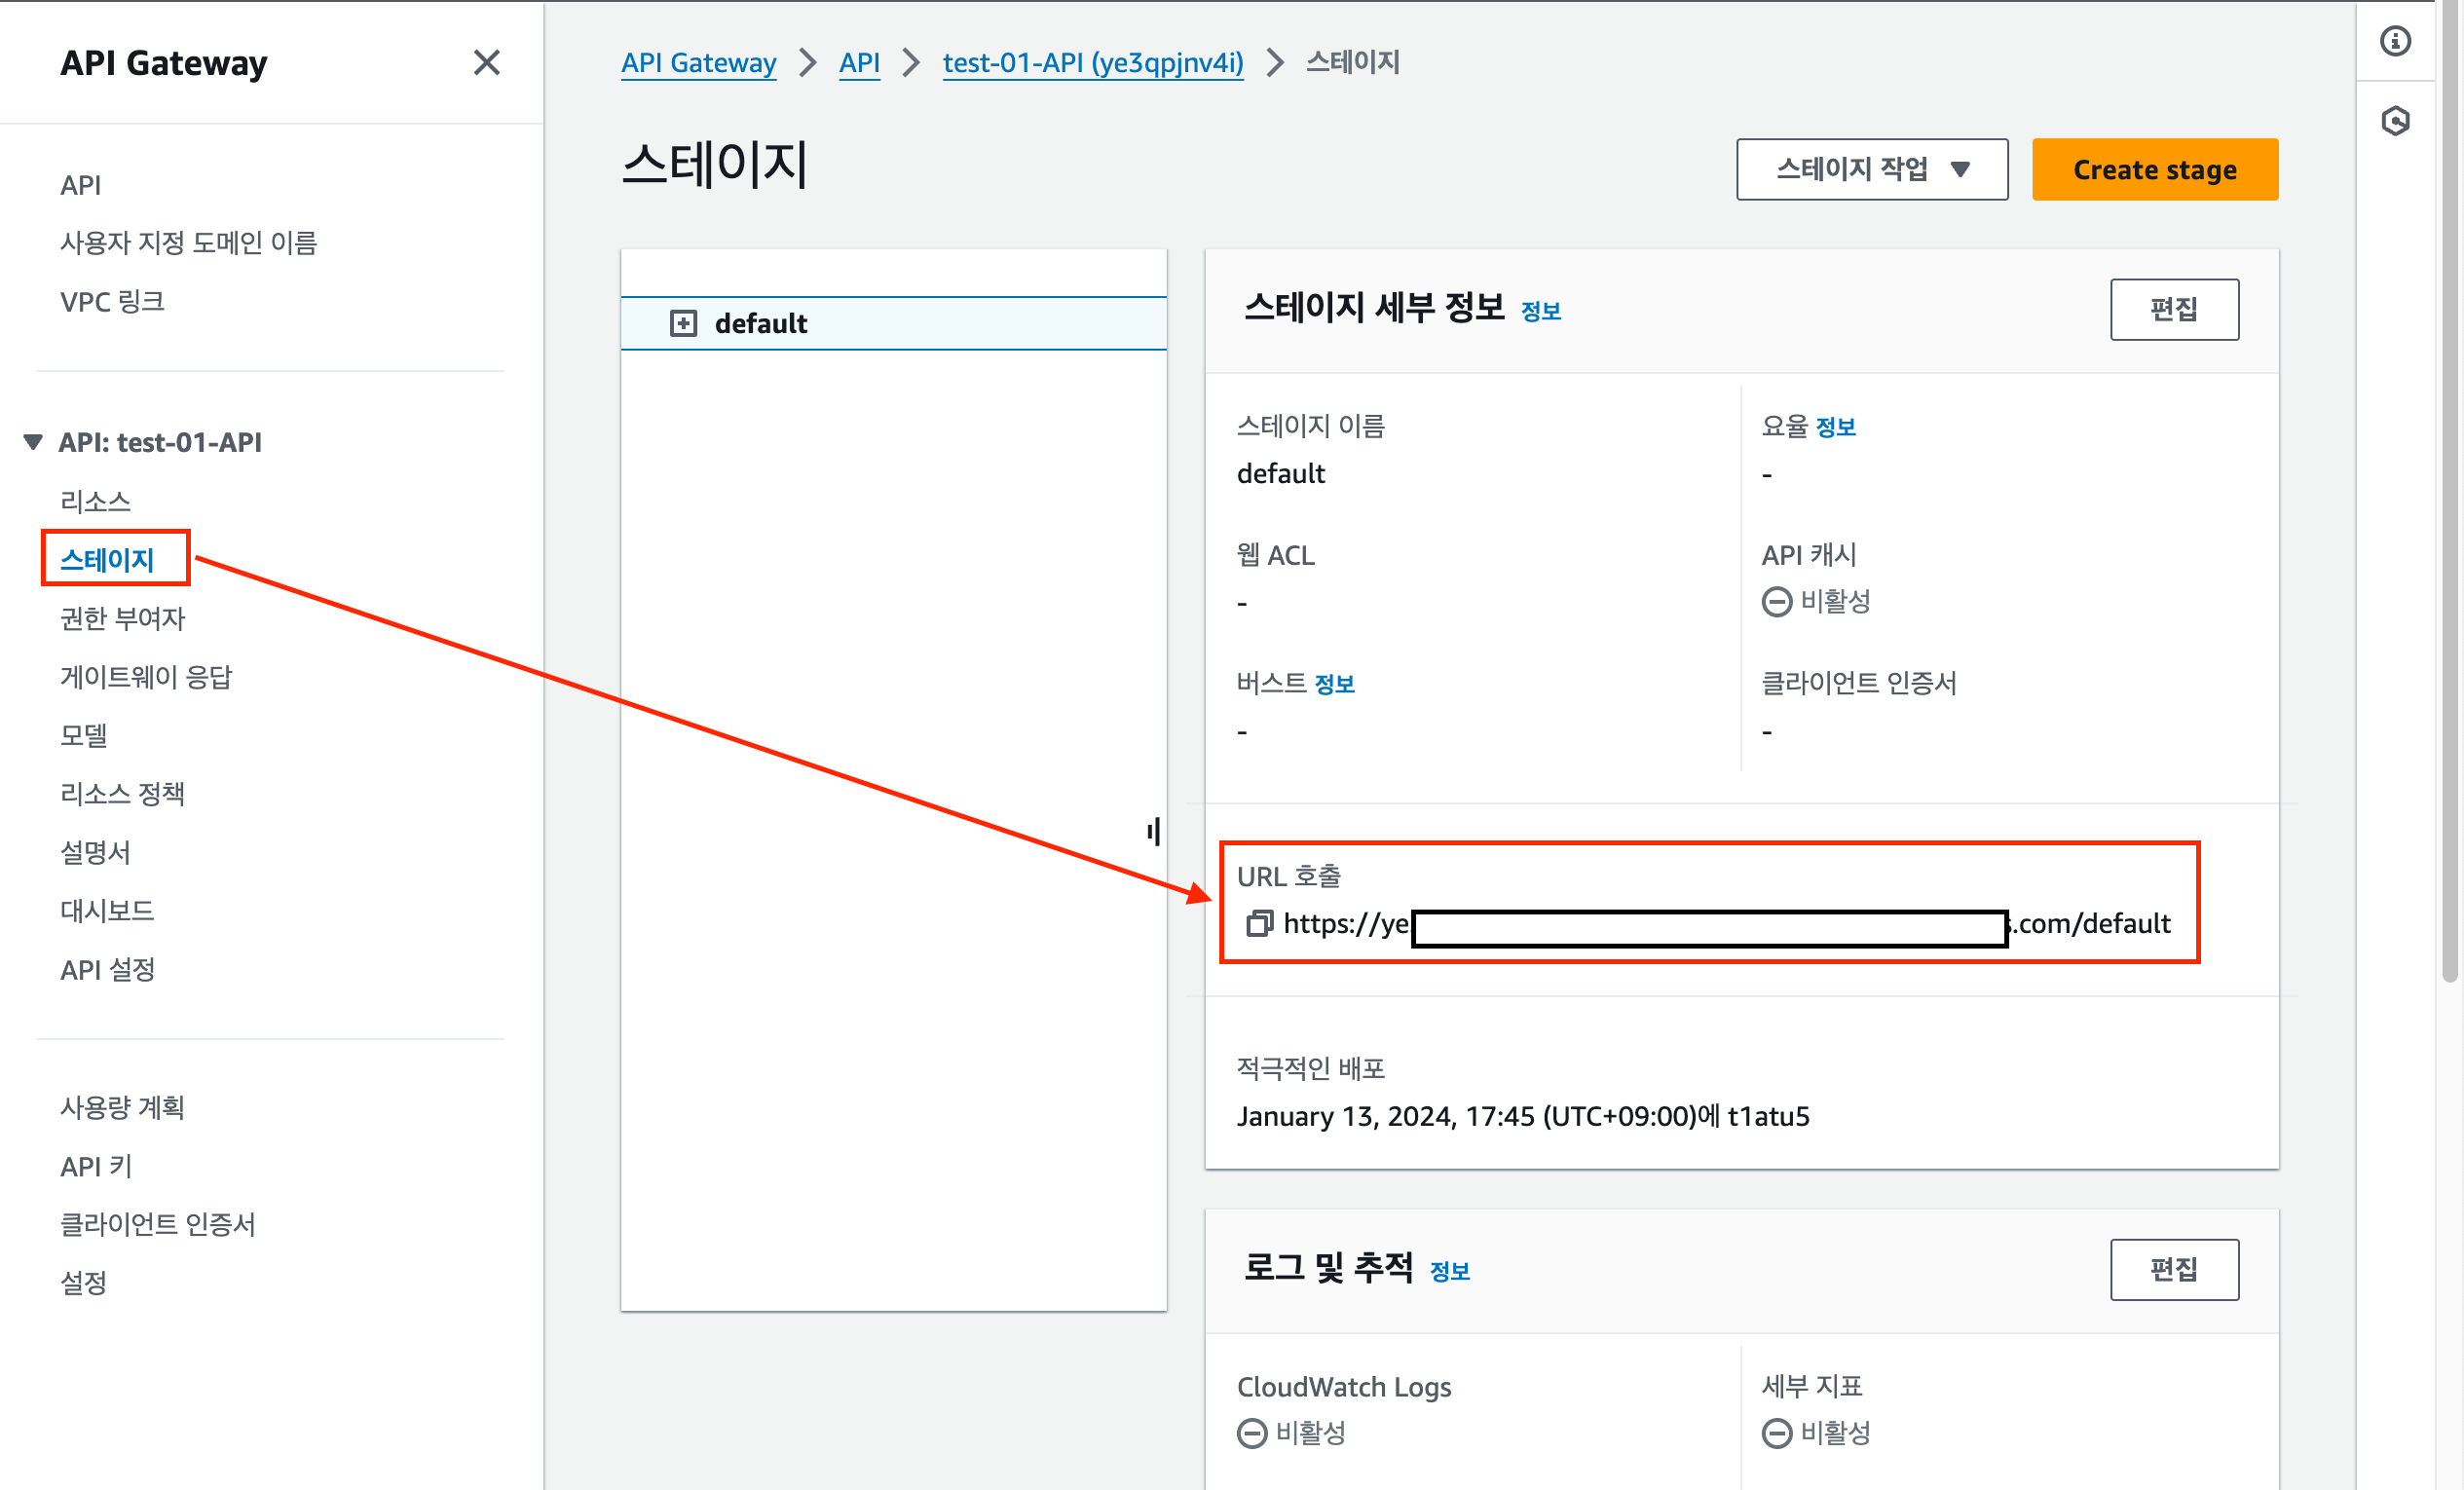 API Gateway
API
사용자 지정 도메인 이름
VPC 링크
API: test-01-API
리소스
스테이지
권한 부여자
게이트웨이 응답
모델
리소스 정책
설명서
대시보드
API 설정
사용량 계획
API 키
클라이언트 인증서
설정
API Gateway > API > test-01-API (ye3qpjnv4i) > 스테이지
스테이지
스테이지 작업
Create stage
default
스테이지 세부 정보 정보
편집
스테이지 이름
default
요율 정보
-
웹 ACL
-
API 캐시
비활성
버스트 정보
-
클라이언트 인증서
-
URL 호출
https://ye .com/default
적극적인 배포
January 13, 2024, 17:45 (UTC+09:00)에 t1atu5
로그 및 추적 정보
편집
CloudWatch Logs
비활성
세부 지표
비활성